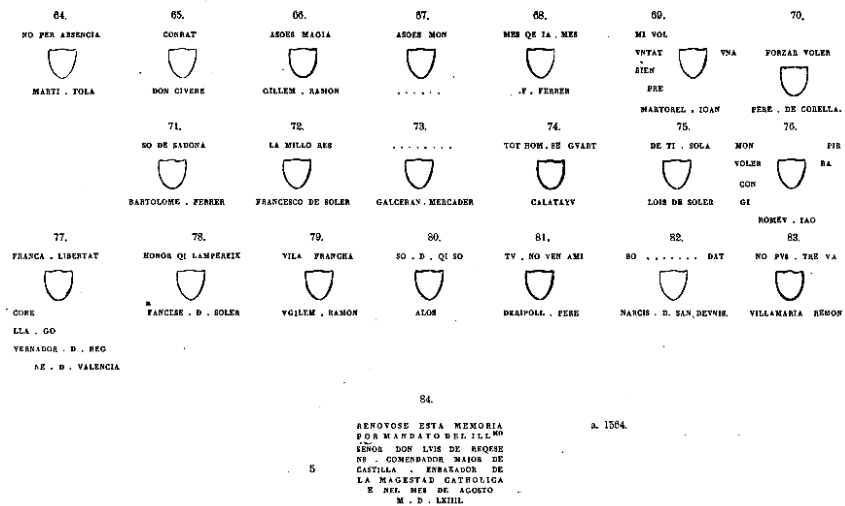 64.
NO PER ABSENCIA
MARTI . TOLA
65.
CONRAT
DON GIVERE
66.
ASOES MAGIA
GILLEM . RAMON
67.
ASOES MON
. . . . . .
68.
MES QE IA . MES
.F. FERRER
69.
MI VOL
VNTAT VNA
SIEN
PRE
MARTOREL . IOAN
70.
FORZAR VOLER
PERE . DE CORELLA.
71.
SO DE SADONA
BARTOLOME . FERRER
72.
LA MILLO RES
FRANCESCO DE SOLER
73.
. . . . . . . .
GALCERAN . MERCADER
74.
TOT HOM . SE GVART
CALATAYV
75.
DE TI . SOLA
LOIS DE SOLER
76.
MON PIR
VOLER RA
CON
GI
ROMEV . IAO
77.
FRANCA . LIBERTAT
CORE
LLA . GO
VERNADOR . D . REG
NE . D . VALENCIA
78.
HONOR QI LAMPEREIX
R
FANCESE . D . SOLER
79.
VILA FRANCHA
VGILEM . RAMON
80.
SO . D . QI SO
ALOS
81.
TV . NO VEN AMI
DERIPOLL . PERE
82.
BO . . . . . . . DAT
NARCIS . D. SAN DEVNIS.
83.
NO PVS . TRE VA
VILLAMARIA REMON
84.
RENOVOSE ESTA MEMORIA
POR MANDATO DEL ILL MO
SEÑOR DON LVIS DE REQESE
NS . COMENDADOR MAIOR DE
CASTILLA . ENBAXADOR DE
LA MAGESTAD CATHOLICA
E NEL MES DE AGOSTO
M . D . LXIIII.
a. 1564.
5